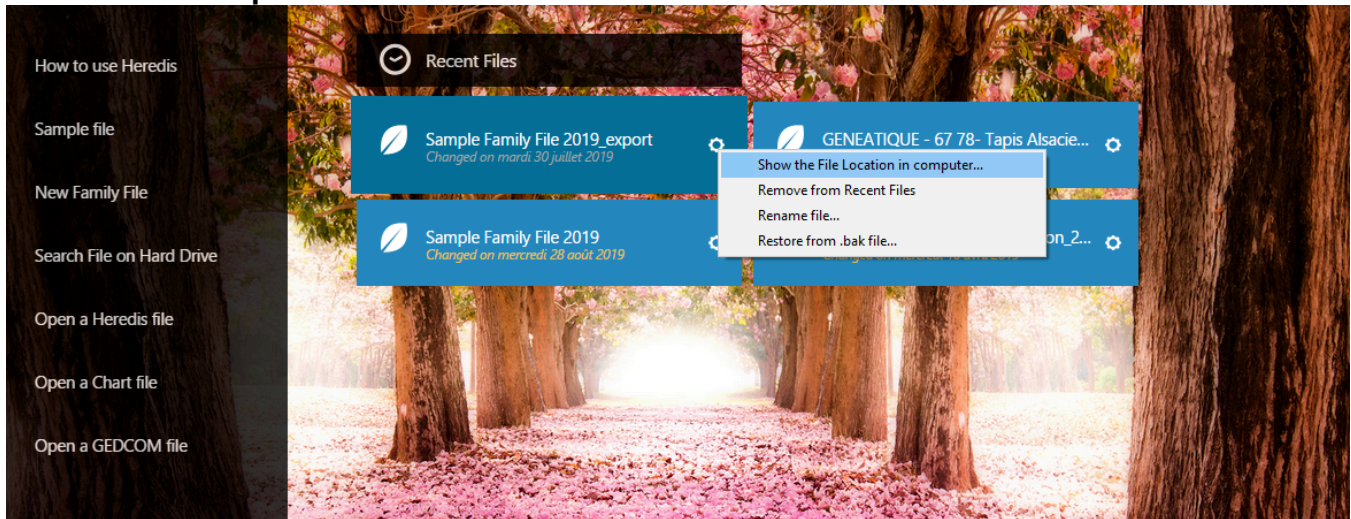 How to use Heredis
Sample file
New Family File
Search File on Hard Drive
Open a Heredis file
Open a Chart file
Open a GEDCOM file
Recent Files
Sample Family File 2019_export
Changed on mardi 30 juillet 2019
GENEATIQUE - 67 78- Tapis Alsacie...
Show the File Location in computer...
Remove from Recent Files
Rename file...
Restore from .bak file...
Sample Family File 2019
Changed on mercredi 28 août 2019
on_2...